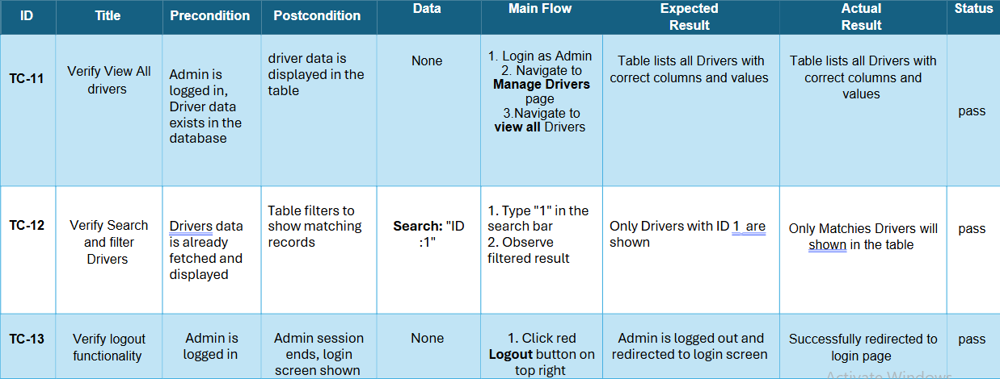 ID
Title
Precondition
Postcondition
Data
Main Flow
Expected
Result
Actual
Result
Status
TC-11
Verify View All
drivers
Admin is
logged in,
Driver data
exists in the
database
driver data is
displayed in the
table
None
1. Login as Admin
2. Navigate to
Manage Drivers
page
3.Navigate to
view all Drivers
Table lists all Drivers with
correct columns and values
Table lists all Drivers with
correct columns and
values
pass
TC-12
Verify Search
and filter
Drivers
Drivers data
is already
fetched and
displayed
Table filters to
show matching
records
Search: "ID
:1"
1. Type "1" in the
search bar
2. Observe
filtered result
Only Drivers with ID 1 are
shown
Only Matchies Drivers will
shown in the table
pass
TC-13
Verify logout
functionality
Admin is
logged in
Admin session
ends, login
screen shown
None
1. Click red
Logout button on
top right
Admin is logged out and
redirected to login screen
Successfully redirected to
login page
pass
Activate Windows